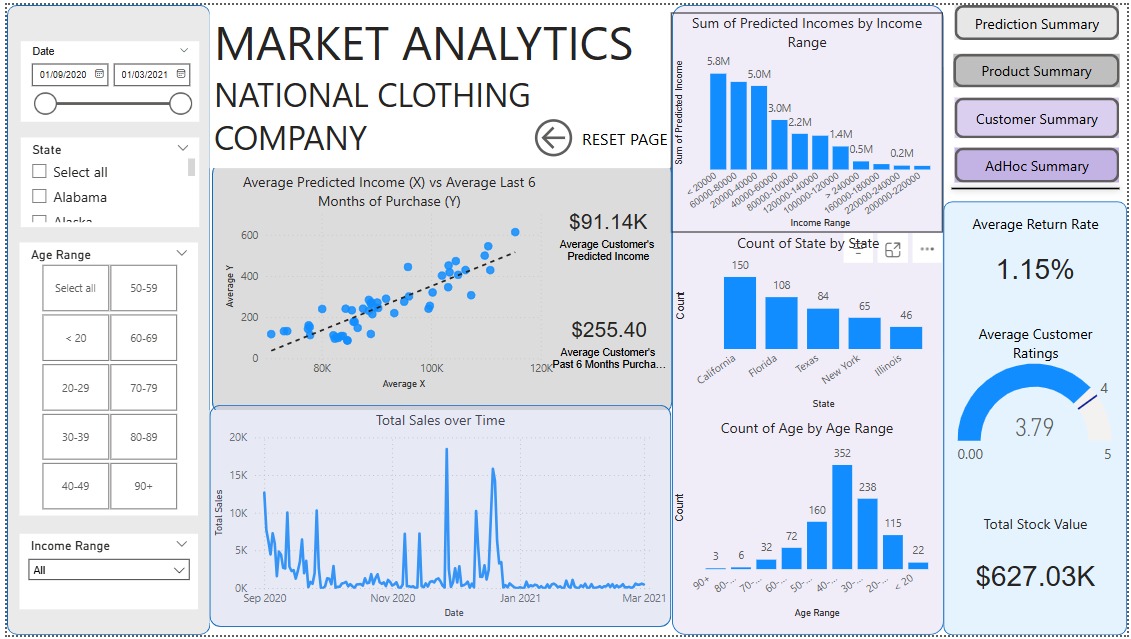 Date
01/09/2020
01/03/2021
State
Select all
Alabama
Alaska
Age Range
Select all
50-59
< 20
60-69
20-29
70-79
30-39
80-89
40-49
90+
Income Range
All
MARKET ANALYTICS
NATIONAL CLOTHING
COMPANY
RESET PAGE
Average Predicted Income (X) vs Average Last 6
Months of Purchase (Y)
Average Y
600
400
200
0
80K
100K
120K
Average X
$91.14K
Average Customer's
Predicted Income
$255.40
Average Customer's
Past 6 Months Purcha...
Total Sales over Time
Total Sales
20K
15K
10K
5K
0K
Sep 2020
Nov 2020
Jan 2021
Mar 2021
Date
Sum of Predicted Incomes by Income
Range
Sum of Predicted Income
5.8M
5.0M
3.0M
2.2M
1.4M
0.5M
0.2M
< 20000
60000-80000
20000-40000
40000-60000
80000-100000
120000-140000
100000-120000
> 240000
160000-180000
220000-240000
200000-220000
Income Range
Count of State by State
Count
150
108
84
65
46
California
Florida
Texas
New York
Illinois
State
Count of Age by Age Range
Count
3
6
32
72
160
352
238
115
22
90+
80-...
70-...
60-...
50-...
40-...
30-...
20-...
< 20
Age Range
Prediction Summary
Product Summary
Customer Summary
AdHoc Summary
Average Return Rate
1.15%
Average Customer
Ratings
4
3.79
0.00
5
Total Stock Value
$627.03K